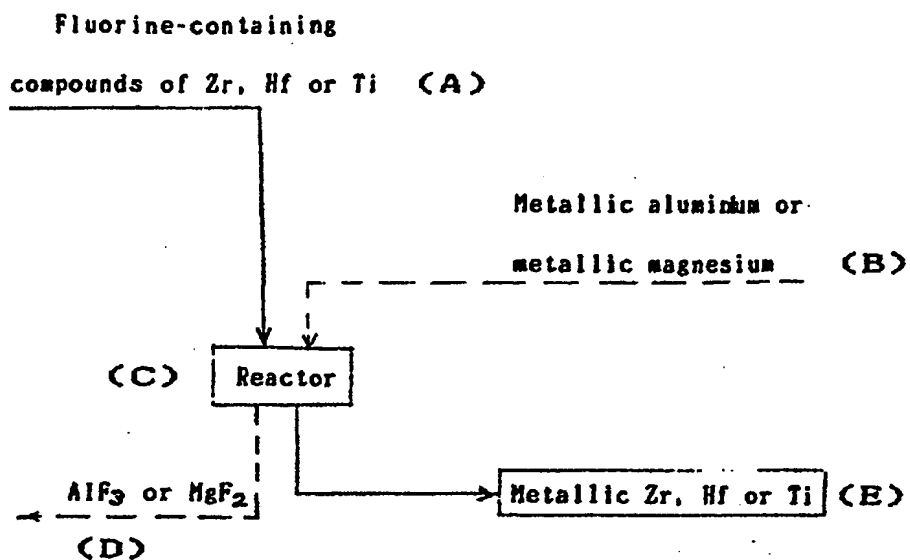 Fluorine-containing
compounds of Zr, Hf or Ti (A)
Metallic aluminum or
metallic magnesium (B)
(C) Reactor
AlF3 or MgF2
(D)
Metallic Zr, Hf or Ti (E)